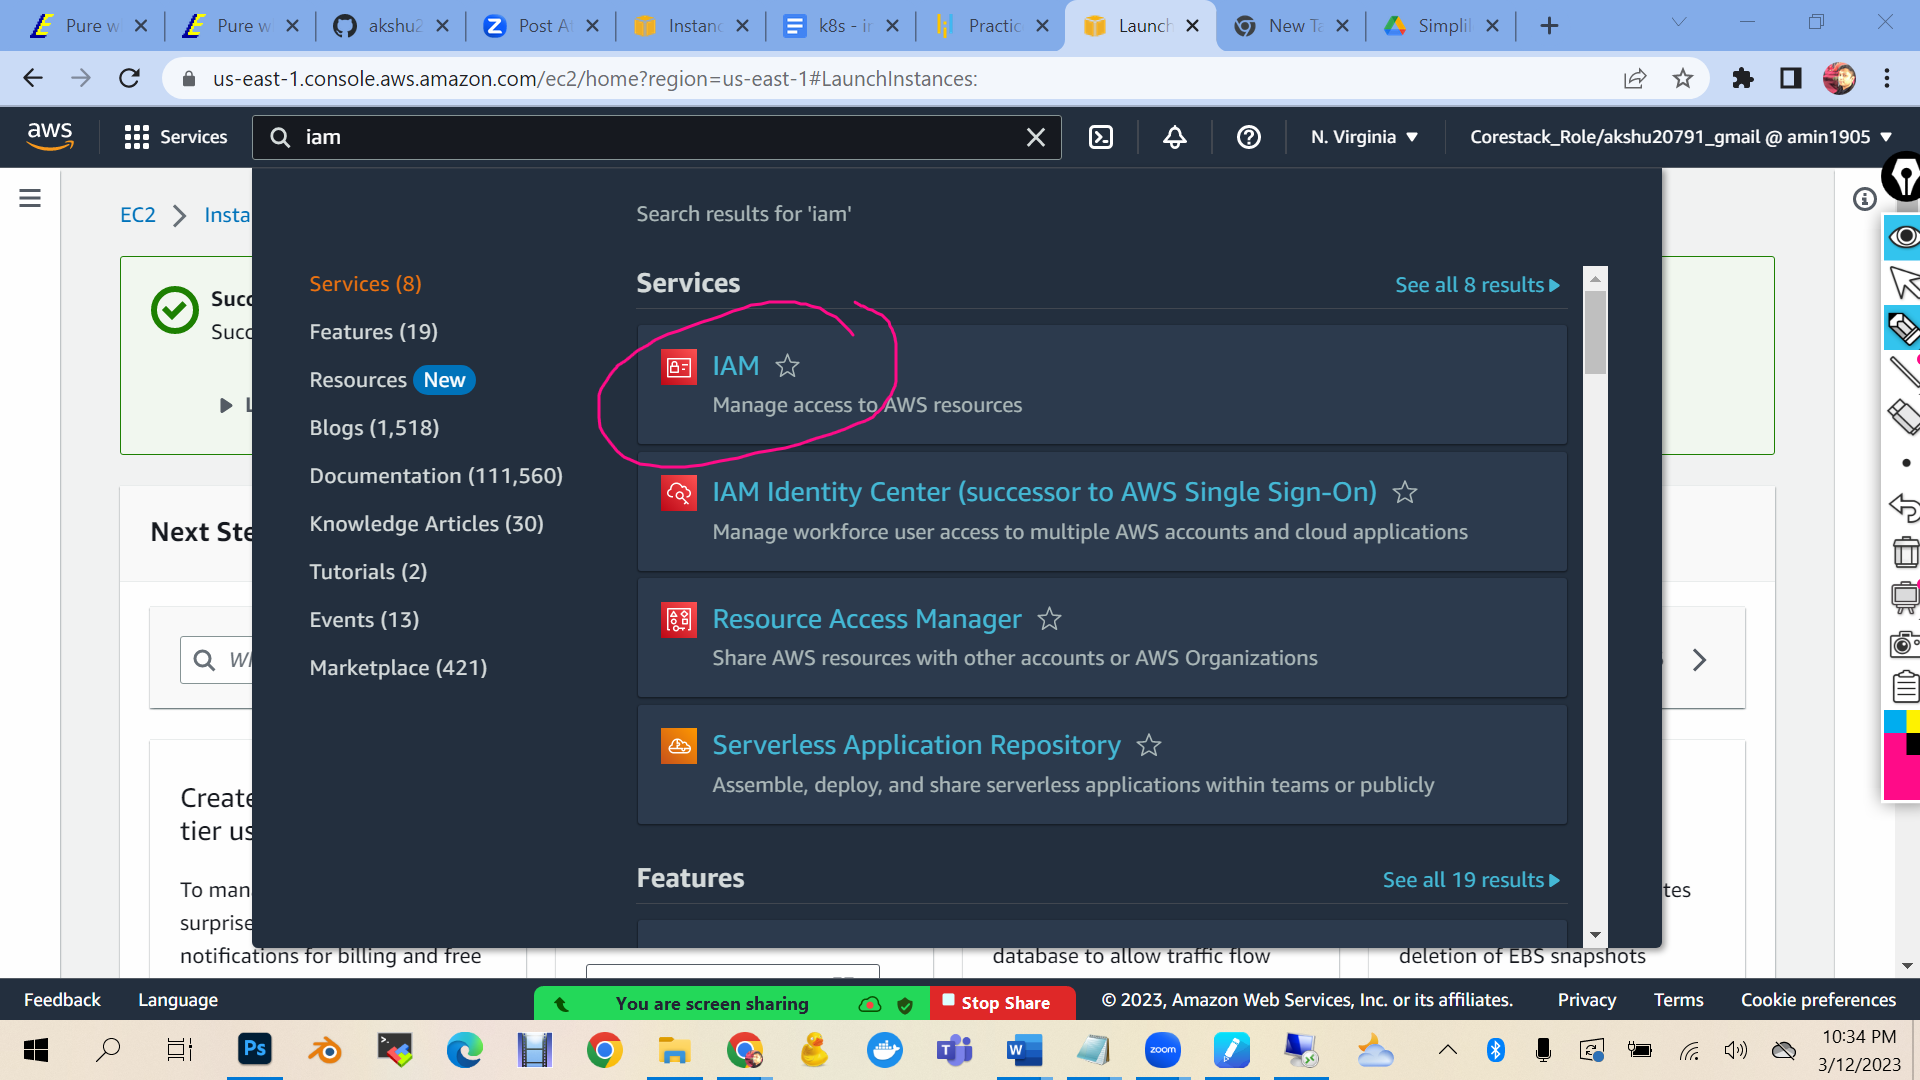 Pure w
Pure w
akshu2
Post At
Instanc
k8s - in
Practic
Launch
New Ta
Simplil
us-east-1.console.aws.amazon.com/ec2/home?region=us-east-1#LaunchInstances:
aws
Services
iam
N. Virginia
Corestack_Role/akshu20791_gmail @ amin1905
EC2
Insta
Search results for 'iam'
Services (8)
Features (19)
Resources New
Blogs (1,518)
Documentation (111,560)
Knowledge Articles (30)
Tutorials (2)
Events (13)
Marketplace (421)
Services
See all 8 results
IAM
Manage access to AWS resources
IAM Identity Center (successor to AWS Single Sign-On)
Manage workforce user access to multiple AWS accounts and cloud applications
Resource Access Manager
Share AWS resources with other accounts or AWS Organizations
Serverless Application Repository
Assemble, deploy, and share serverless applications within teams or publicly
Features
See all 19 results
Succ
Succ
L
Next Ste
Wh
Create
tier us
To man
surprise
notifications for billing and free
database to allow traffic flow
tes
deletion of EBS snapshots
Feedback
Language
You are screen sharing
Stop Share
© 2023, Amazon Web Services, Inc. or its affiliates.
Privacy
Terms
Cookie preferences
Ps
W
zoom
10:34 PM
3/12/2023